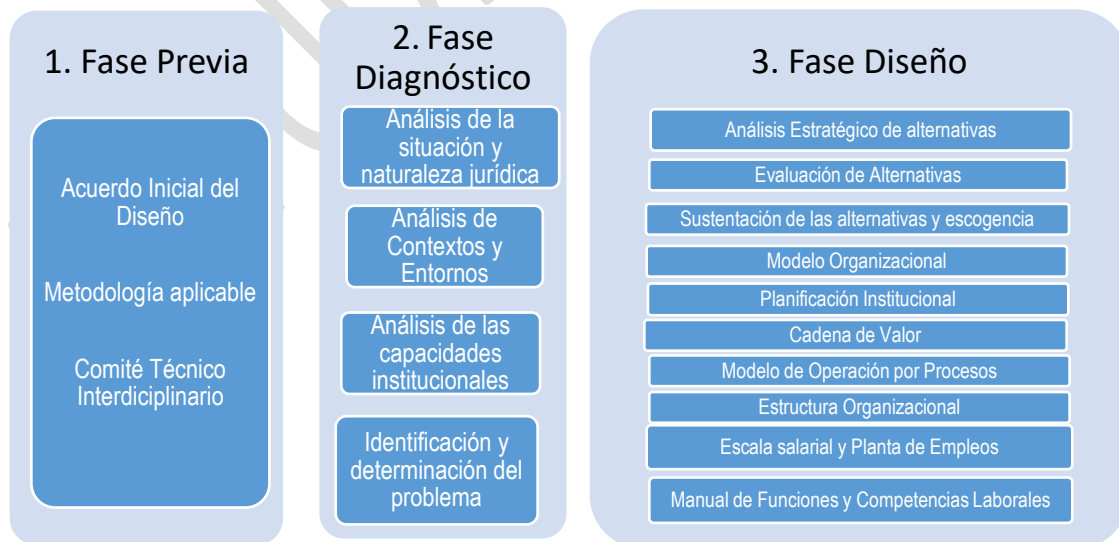 1. Fase Previa
Acuerdo Inicial del
Diseño
Metodología aplicable
Comité Técnico
Interdiciplinario
2. Fase
Diagnóstico
Análisis de la
situación y
naturaleza jurídica
Análisis de
Contextos y
Entornos
Análisis de las
capacidades
institucionales
Identificación y
determinación del
problema
3. Fase Diseño
Análisis Estratégico de alternativas
Evaluación de Alternativas
Sustentación de las alternativas y escogencia
Modelo Organizacional
Planificación Institucional
Cadena de Valor
Modelo de Operación por Procesos
Estructura Organizacional
Escala salarial y Planta de Empleos
Manual de Funciones y Competencias Laborales